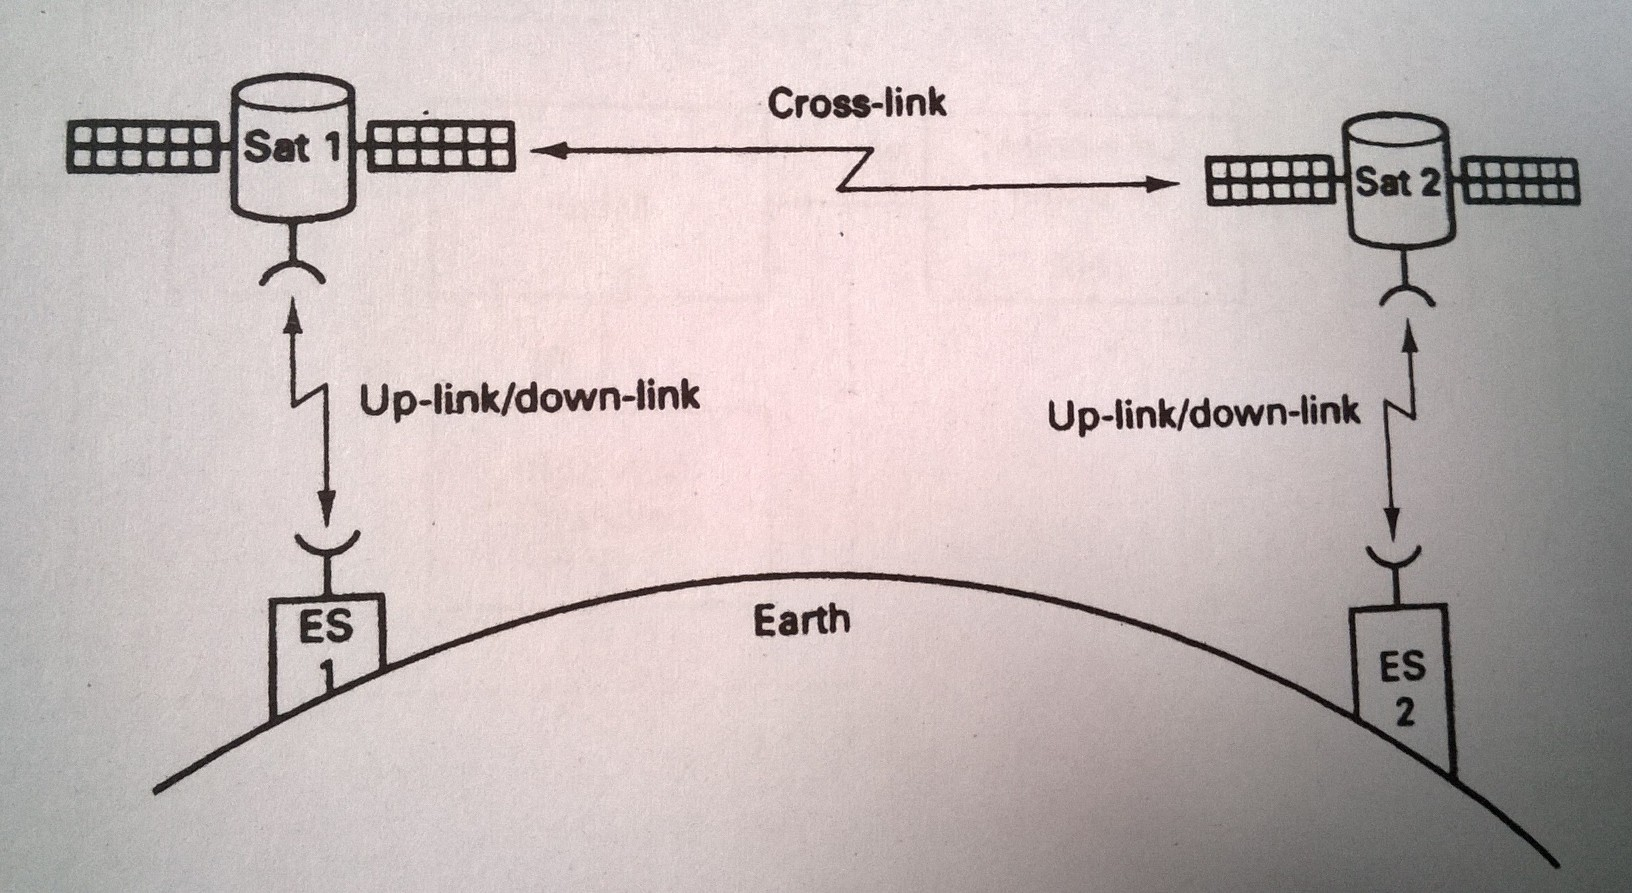 Cross-link
Sat 1
Sat 2
Up-link/down-link
Up-link/down-link
Earth
ES
1
ES
2